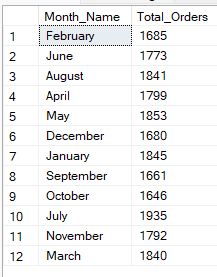 Month_Name Total_Orders
1 February 1685
2 June 1773
3 August 1841
4 April 1799
5 May 1853
6 December 1680
7 January 1845
8 September 1661
9 October 1646
10 July 1935
11 November 1792
12 March 1840